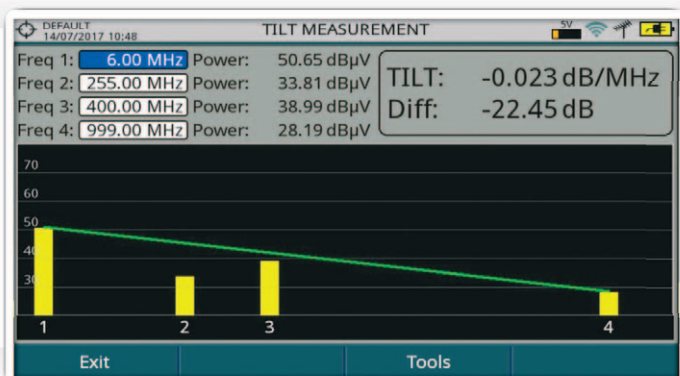 DEFAULT
14/07/2017 10:48
TILT MEASUREMENT
5V
Freq 1: 6.00 MHz Power: 50.65 dBµV
Freq 2: 255.00 MHz Power: 33.81 dBµV
Freq 3: 400.00 MHz Power: 38.99 dBµV
Freq 4: 999.00 MHz Power: 28.19 dBµV
TILT: -0.023 dB/MHz
Diff: -22.45 dB
70
60
50
40
30
1 2 3 4
Exit Tools